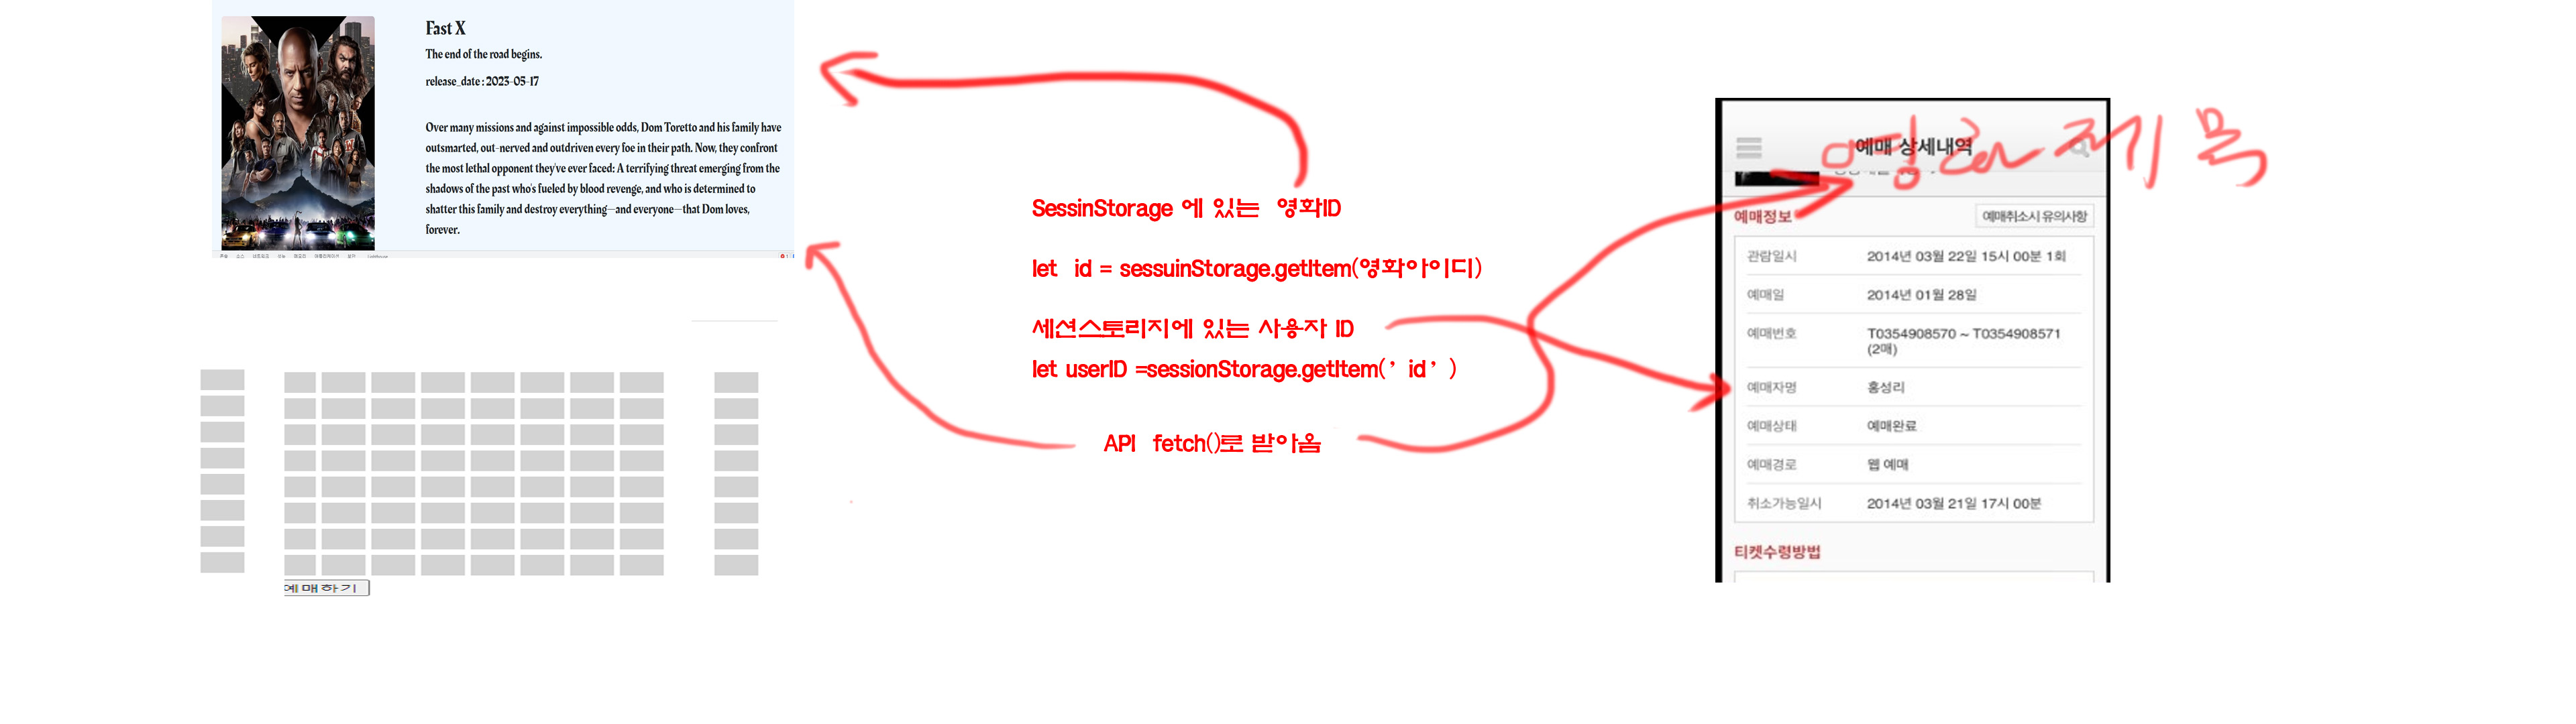 Fast X
The end of the road begins.
release_date : 2023-05-17
Over many missions and against impossible odds, Dom Toretto and his family have
outsmarted, out-nerved and outdriven every foe in their path. Now, they confront
the most lethal opponent they've ever faced: A terrifying threat emerging from the
shadows of the past who's fueled by blood revenge, and who is determined to
shatter this family and destroy everything—and everyone—that Dom loves,
forever.
Lighthouse
예매하기
SessinStorage 에 있는 영화ID
let id = sessuinStorage.getItem(영화아이디)
세션스토리지에 있는 사용자 ID
let userID =sessionStorage.getItem(’ id ’ )
API fetch()로 받아옴
영화 제목
예매 상세내역
예매정보
예매취소시 유의사항
관람일시 2014년 03월 22일 15시 00분 1회
예매일 2014년 01월 28일
예매번호 T0354908570 ~ T0354908571
(2매)
예매자명 홍성리
예매상태 예매완료
예매경로 웹 예매
취소가능일시 2014년 03월 21일 17시 00분
티켓수령방법